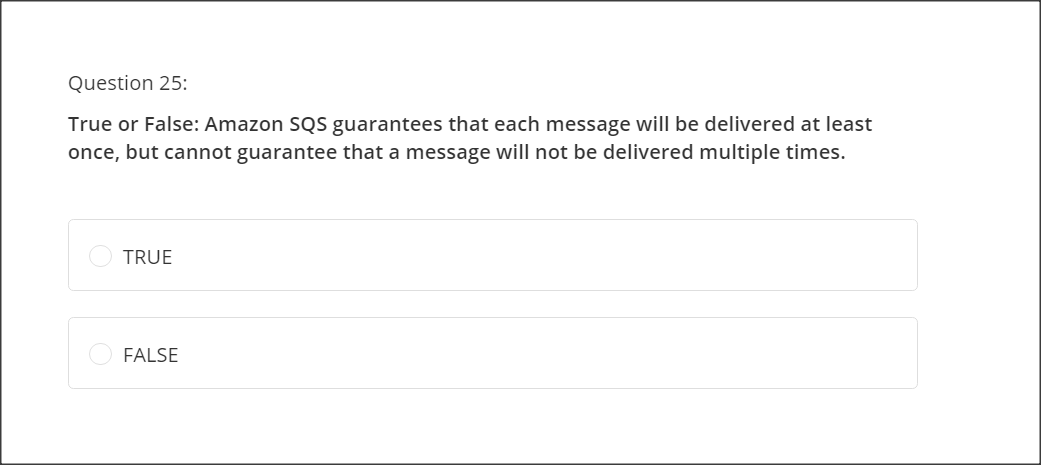 Question 25:
True or False: Amazon SQS guarantees that each message will be delivered at least
once, but cannot guarantee that a message will not be delivered multiple times.
TRUE
FALSE